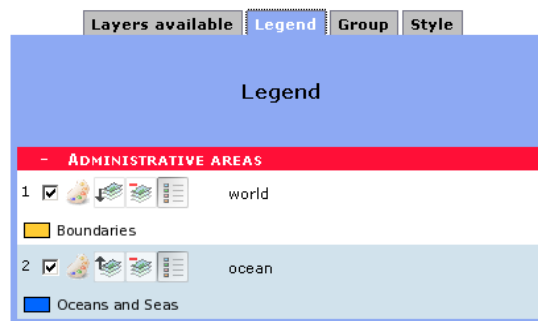 Layers available Legend Group Style
Legend
- ADMINISTRATIVE AREAS
1 world
Boundaries
2 ocean
Oceans and Seas